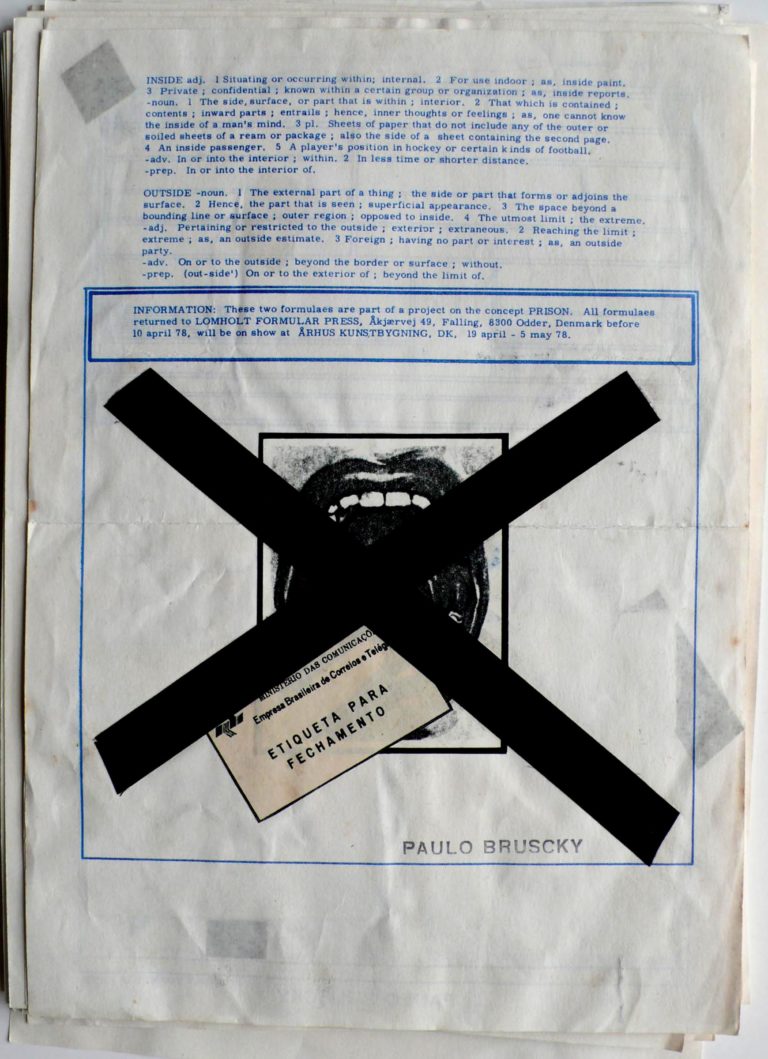 INSIDE adj. 1 Situating or occurring within; internal. 2 For use indoor ; as, inside paint.
3 Private ; confidential ; known within a certain group or organization ; as, inside reports.
-noun. 1 The side, surface, or part that is within ; interior. 2 That which is contained ;
contents ; inward parts ; entrails ; hence, inner thoughts or feelings ; as, one cannot know
the inside of a man's mind. 3 pl. Sheets of paper that do not include any of the outer or
soiled sheets of a ream or package ; also the side of a sheet containing the second page.
4 An inside passenger. 5 A player's position in hockey or certain kinds of football.
-adv. In or into the interior ; within. 2 In less time or shorter distance.
-prep. In or into the interior of.
OUTSIDE -noun. 1 The external part of a thing ; the side or part that forms or adjoins the
surface. 2 Hence, the part that is seen ; superficial appearance. 3 The space beyond a
bounding line or surface ; outer region ; opposed to inside. 4 The utmost limit ; the extreme.
-adj. Pertaining or restricted to the outside ; exterior ; extraneous. 2 Reaching the limit ;
extreme ; as, an outside estimate. 3 Foreign ; having no part or interest ; as, an outside
party.
-adv. On or to the outside ; beyond the border or surface ; without.
-prep. (out-side') On or to the exterior of ; beyond the limit of.
INFORMATION: These two formulaes are part of a project on the concept PRISON. All formulaes
returned to LOMHOLT FORMULAR PRESS, Åkjærvej 49, Falling, 8300 Odder, Denmark before
10 april 78, will be on show at ÅRHUS KUNSTBYGNING, DK, 19 april - 5 may 78.
MINISTÉRIO DAS COMUNICAÇÕ
Empresa Brasileira de Correios e Telég
ETIQUETA PARA
FECHAMENTO
PAULO BRUSCKY